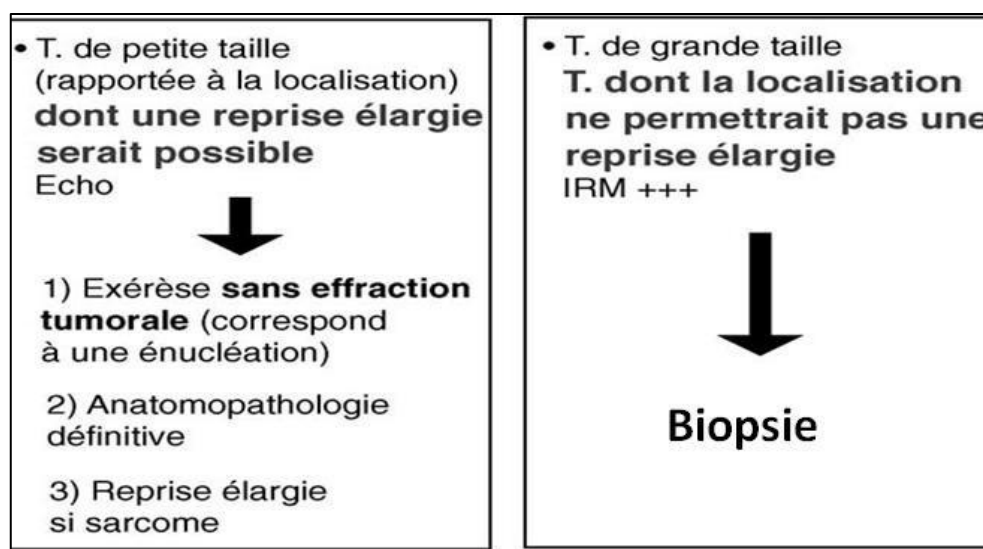 • T. de petite taille
(rapportée à la localisation)
dont une reprise élargie
serait possible
Echo
1) Exérèse sans effraction
tumorale (correspond
à une énucléation)
2) Anatomopathologie
définitive
3) Reprise élargie
si sarcome
• T. de grande taille
T. dont la localisation
ne permettrait pas une
reprise élargie
IRM +++
Biopsie